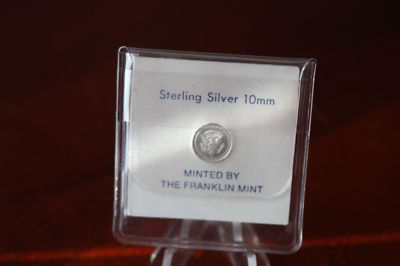 Sterling Silver 10mm
MINTED BY
THE FRANKLIN MINT